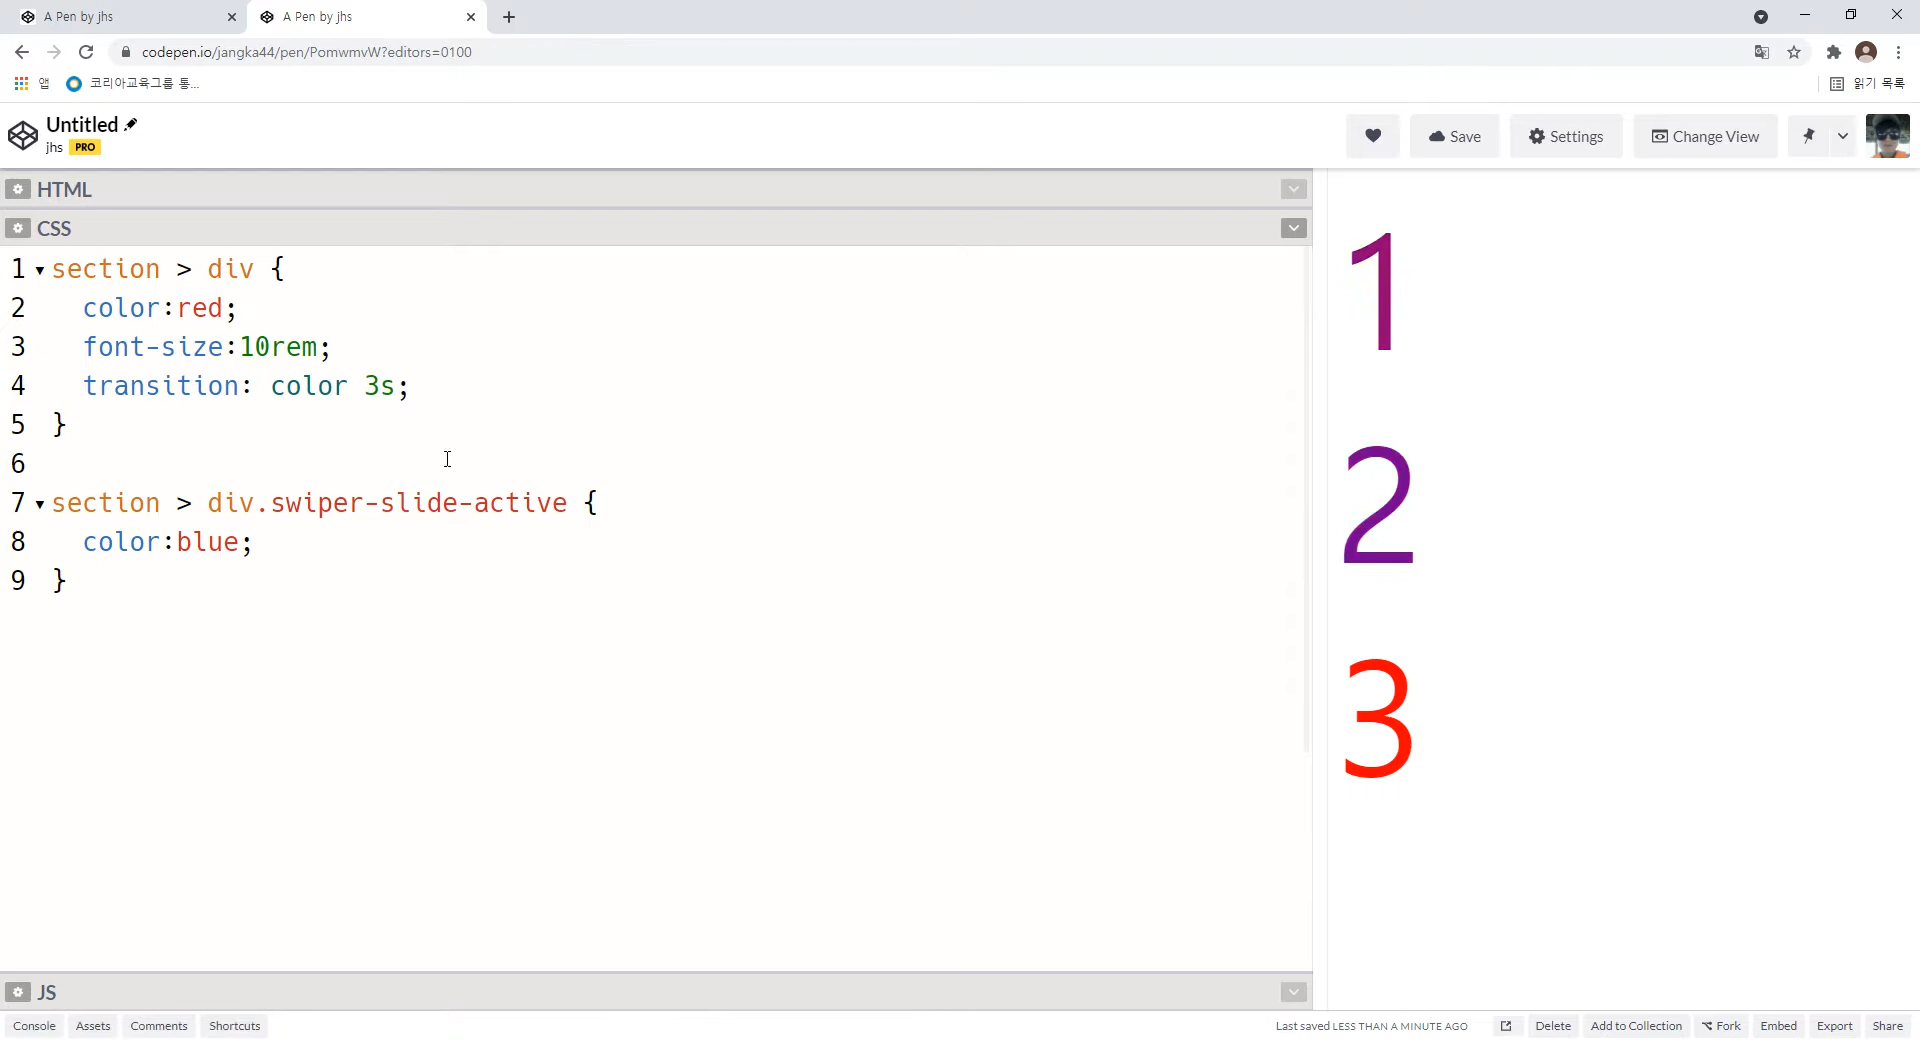 A Pen by jhs
A Pen by jhs
codepen.io/jangka44/pen/PomwmvW?editors=0100
앱
코리아교육그룹 통...
읽기 목록
Untitled
jhs PRO
Save
Settings
Change View
HTML
CSS
1 section > div {
2 color:red;
3 font-size:10rem;
4 transition: color 3s;
5 }
6
7 section > div.swiper-slide-active {
8 color:blue;
9 }
1
2
3
JS
Console Assets Comments Shortcuts
Last saved LESS THAN A MINUTE AGO
Delete Add to Collection Fork Embed Export Share